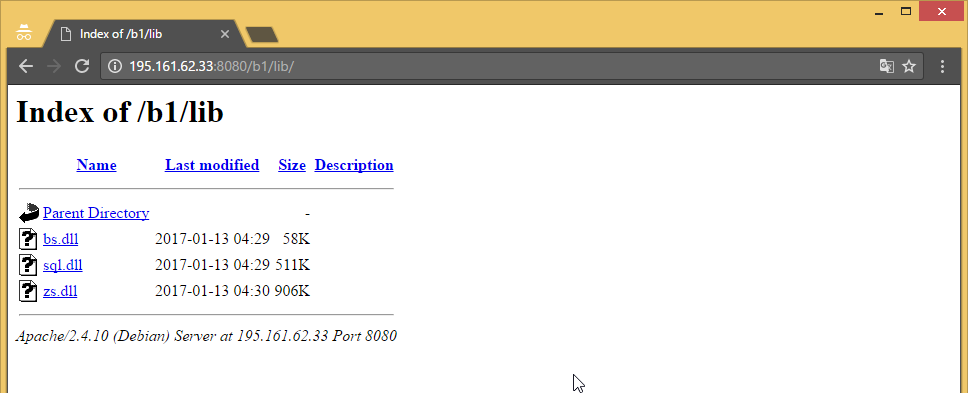 Index of /b1/lib
195.161.62.33:8080/b1/lib/
Index of /b1/lib
Name Last modified Size Description
Parent Directory -
bs.dll 2017-01-13 04:29 58K
sql.dll 2017-01-13 04:29 511K
zs.dll 2017-01-13 04:30 906K
Apache/2.4.10 (Debian) Server at 195.161.62.33 Port 8080